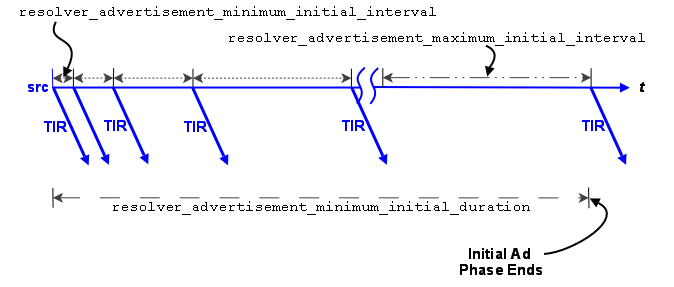 resolver_advertisement_minimum_initial_interval
resolver_advertisement_maximum_initial_interval
src
t
TIR
TIR
TIR
TIR
TIR
resolver_advertisement_minimum_initial_duration
Initial Ad
Phase Ends